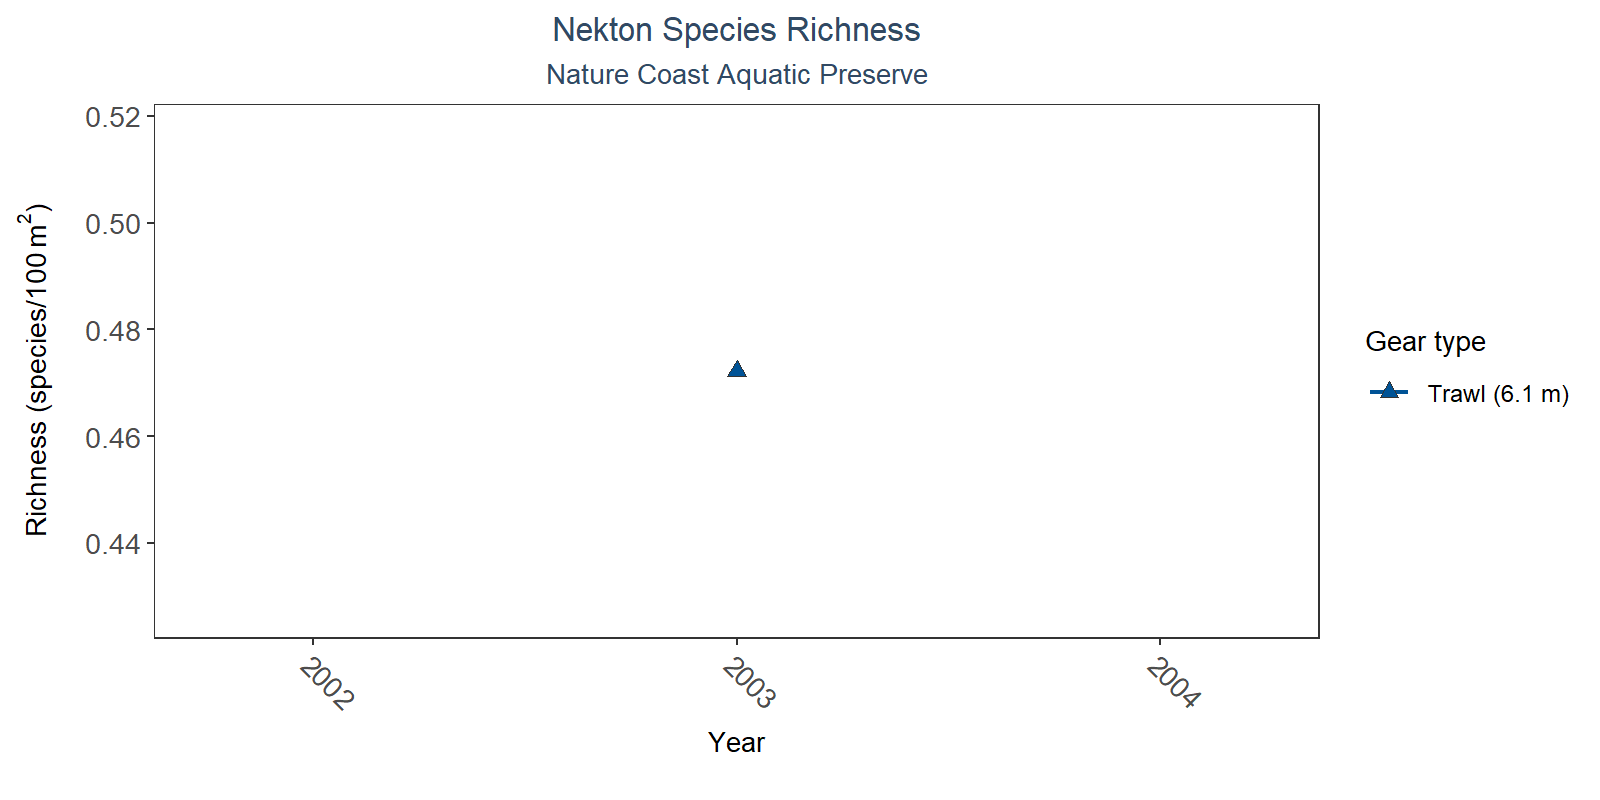 Nekton Species Richness
Nature Coast Aquatic Preserve
Richness (species/100 m²)
0.52
0.50
0.48
0.46
0.44
2002
2003
2004
Year
Gear type
Trawl (6.1 m)